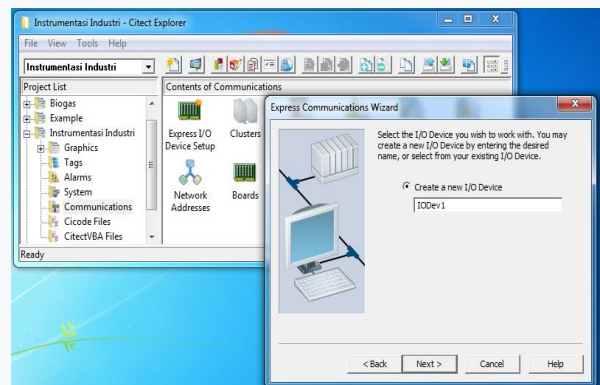 Instrumentasi Industri - Citect Explorer
File View Tools Help
Instrumentasi Industri
Project List
Contents of Communications
Biogas
Example
Instrumentasi Industri
Graphics
Tags
Alarms
System
Communications
Cicode Files
CitectVBA Files
Express I/O
Device Setup
Clusters
Network
Addresses
Boards
Ready
Express Communications Wizard
Select the I/O Device you wish to work with. You may
create a new I/O Device by entering the desired
name, or select from your existing I/O Device.
Create a new I/O Device
IODev1
< Back
Next >
Cancel
Help